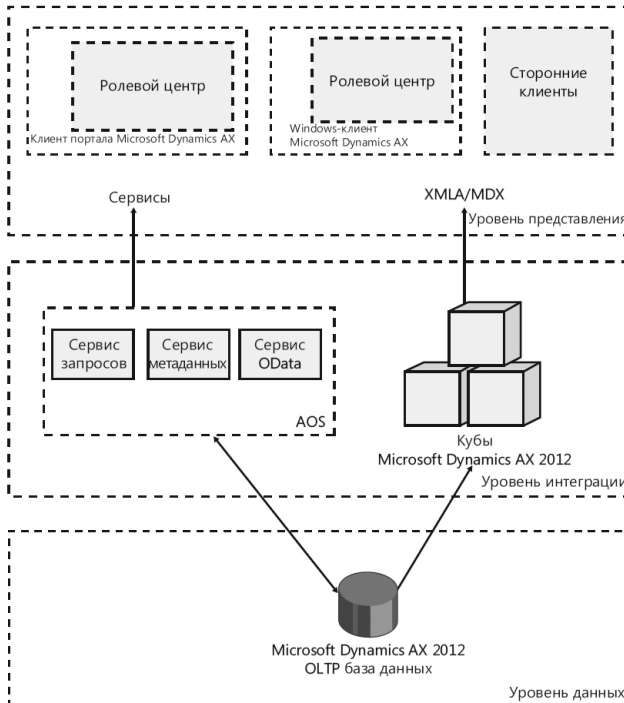 Ролевой центр
Клиент портала Microsoft Dynamics AX
Ролевой центр
Windows-клиент
Microsoft Dynamics AX
Сторонние
клиенты
Сервисы
XMLA/MDX
Уровень представления
Сервис
запросов
Сервис
метаданных
Сервис
OData
AOS
Кубы
Microsoft Dynamics AX 2012
Уровень интеграции
Microsoft Dynamics AX 2012
OLTP база данных
Уровень данных